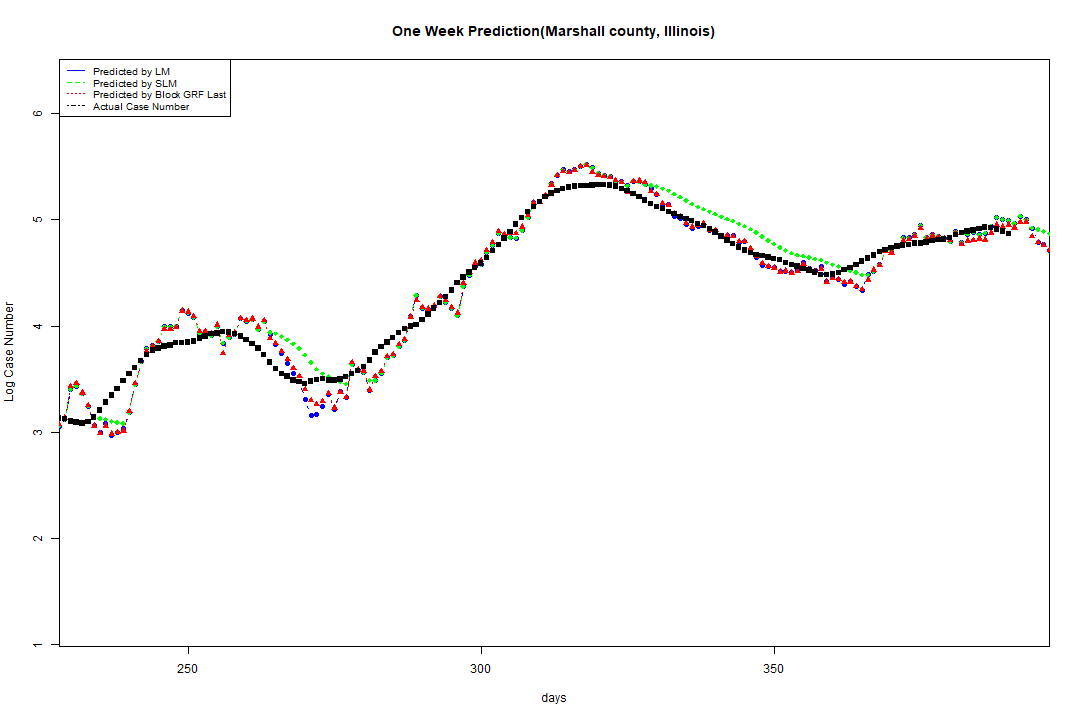 One Week Prediction(Marshall county, Illinois)
Predicted by LM
Predicted by SLM
Predicted by Block GRF Last
Actual Case Number
Log Case Number
6
5
4
3
2
1
250
300
350
days